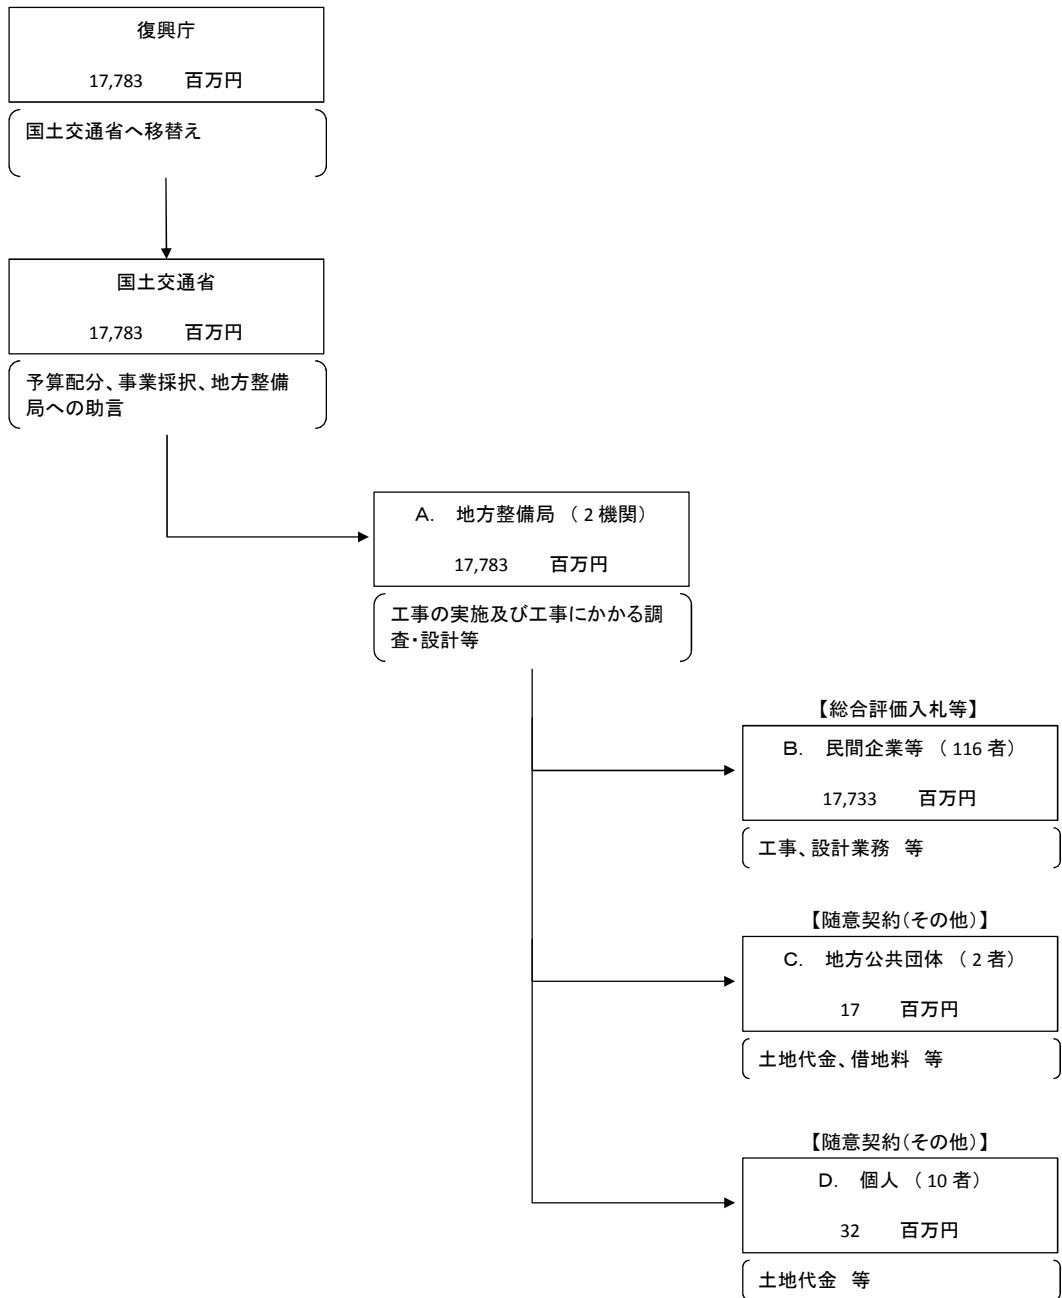 復興庁
17,783 百万円
国土交通省へ移替え
国土交通省
17,783 百万円
予算配分、事業採択、地方整備
局への助言
A. 地方整備局 （ 2 機関）
17,783 百万円
工事の実施及び工事にかかる調
査・設計等
【総合評価入札等】
B. 民間企業等 （ 116 者）
17,733 百万円
工事、設計業務 等
【随意契約（その他）】
C. 地方公共団体 （ 2 者）
17 百万円
土地代金、借地料 等
【随意契約（その他）】
D. 個人 （ 10 者）
32 百万円
土地代金 等